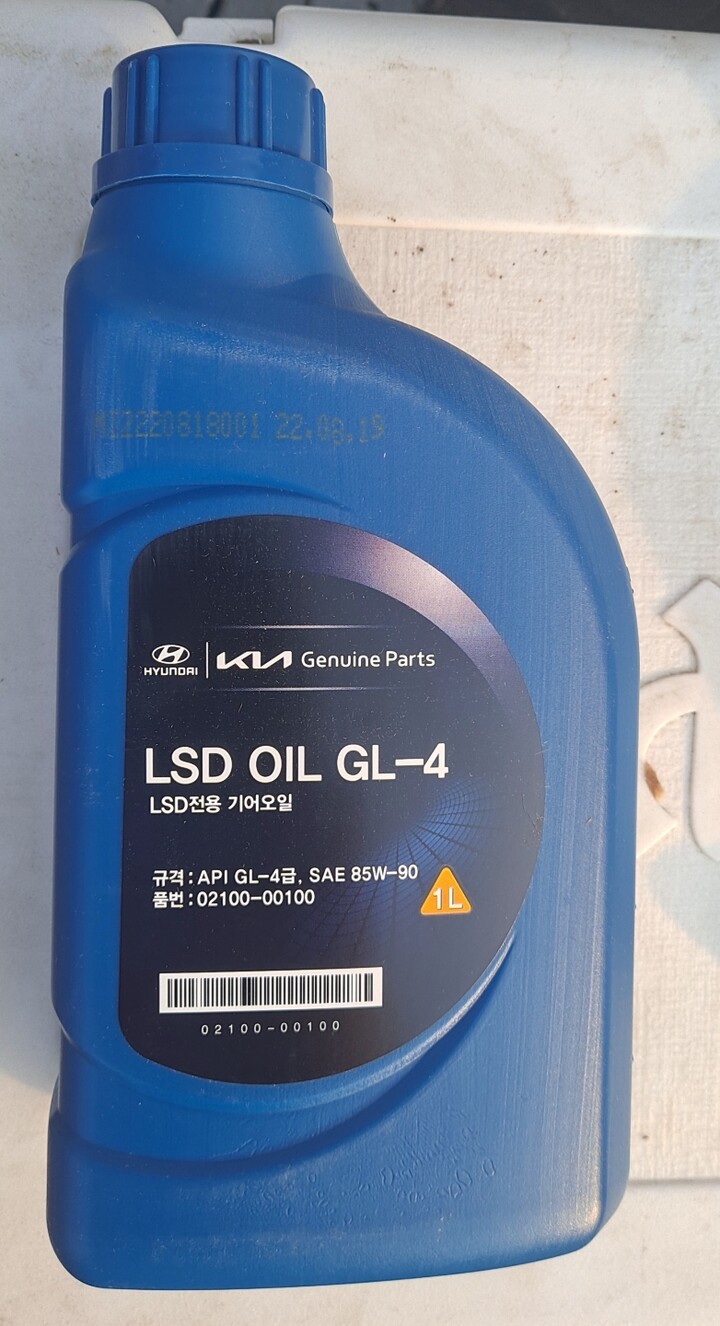 MI2220818001 22.08.19
HYUNDAI KIA Genuine Parts
LSD OIL GL-4
LSD전용 기어오일
규격 : API GL-4급, SAE 85W-90
품번 : 02100-00100
1L
02100-00100